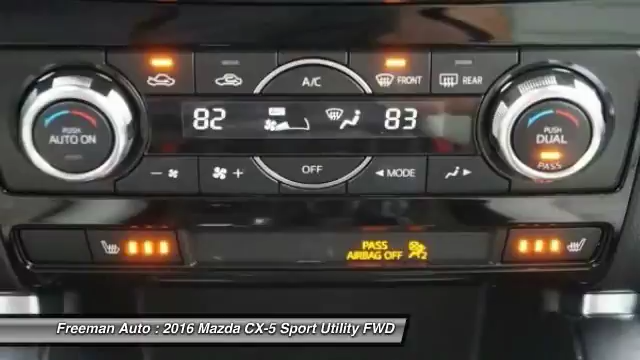 A/C
FRONT
REAR
82
83
PUSH
AUTO ON
PUSH
DUAL
PASS
OFF
MODE
PASS
AIRBAG OFF 2
Freeman Auto : 2016 Mazda CX-5 Sport Utility FWD